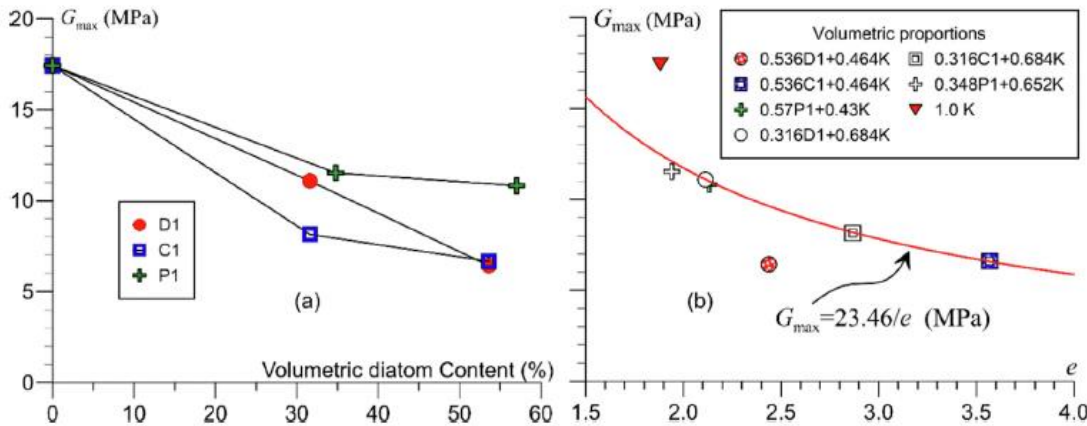 G_max (MPa)
20
15
10
5
0
D1
C1
P1
(a)
Volumetric diatom Content (%)
0 10 20 30 40 50 60
G_max (MPa)
Volumetric proportions
0.536D1+0.464K
0.536C1+0.464K
0.57P1+0.43K
0.316D1+0.684K
0.316C1+0.684K
0.348P1+0.652K
1.0 K
(b)
G_max=23.46/e (MPa)
e
1.5 2.0 2.5 3.0 3.5 4.0